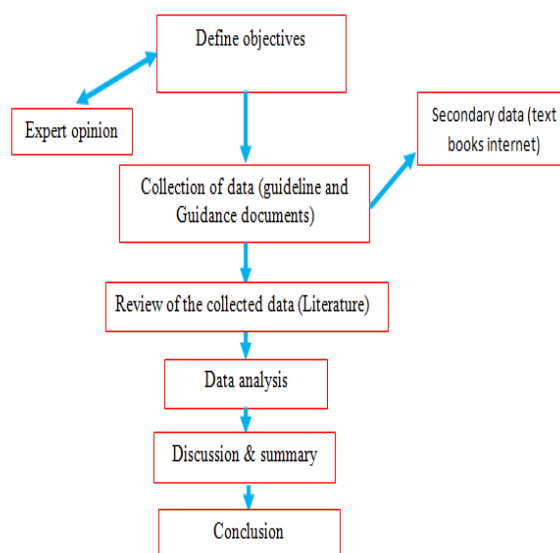 Define objectives
Expert opinion
Secondary data (text
books internet)
Collection of data (guideline and
Guidance documents)
Review of the collected data (Literature)
Data analysis
Discussion & summary
Conclusion